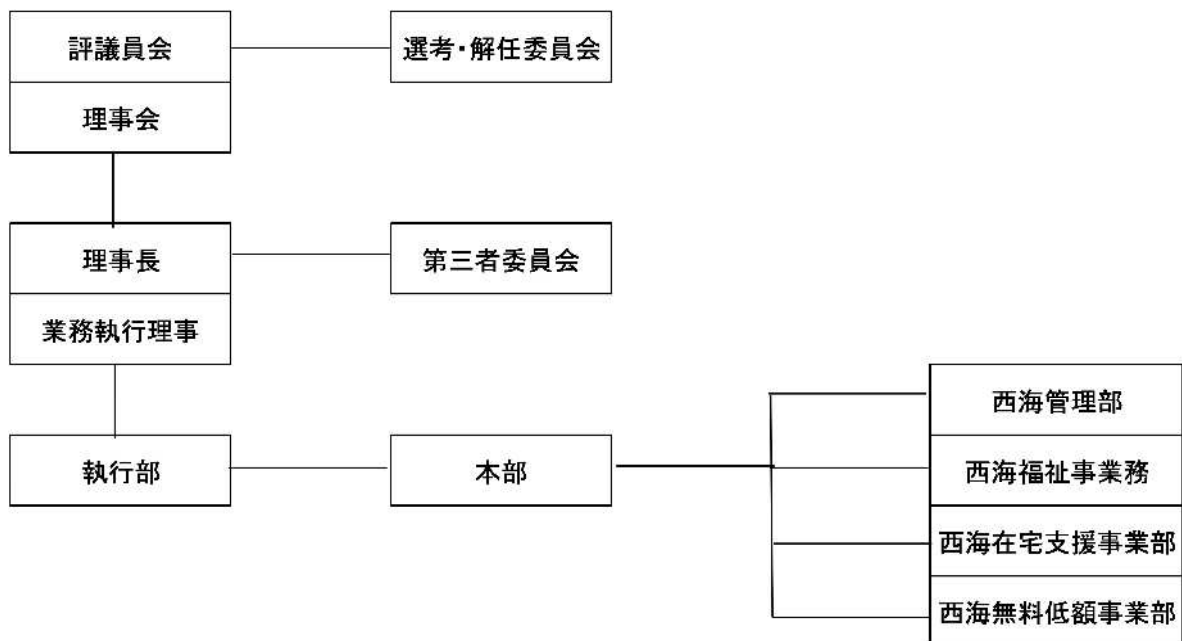 評議員会
選考・解任委員会
理事会
理事長
第三者委員会
業務執行理事
西海管理部
執行部
本部
西海福祉事業務
西海在宅支援事業部
西海無料低額事業部